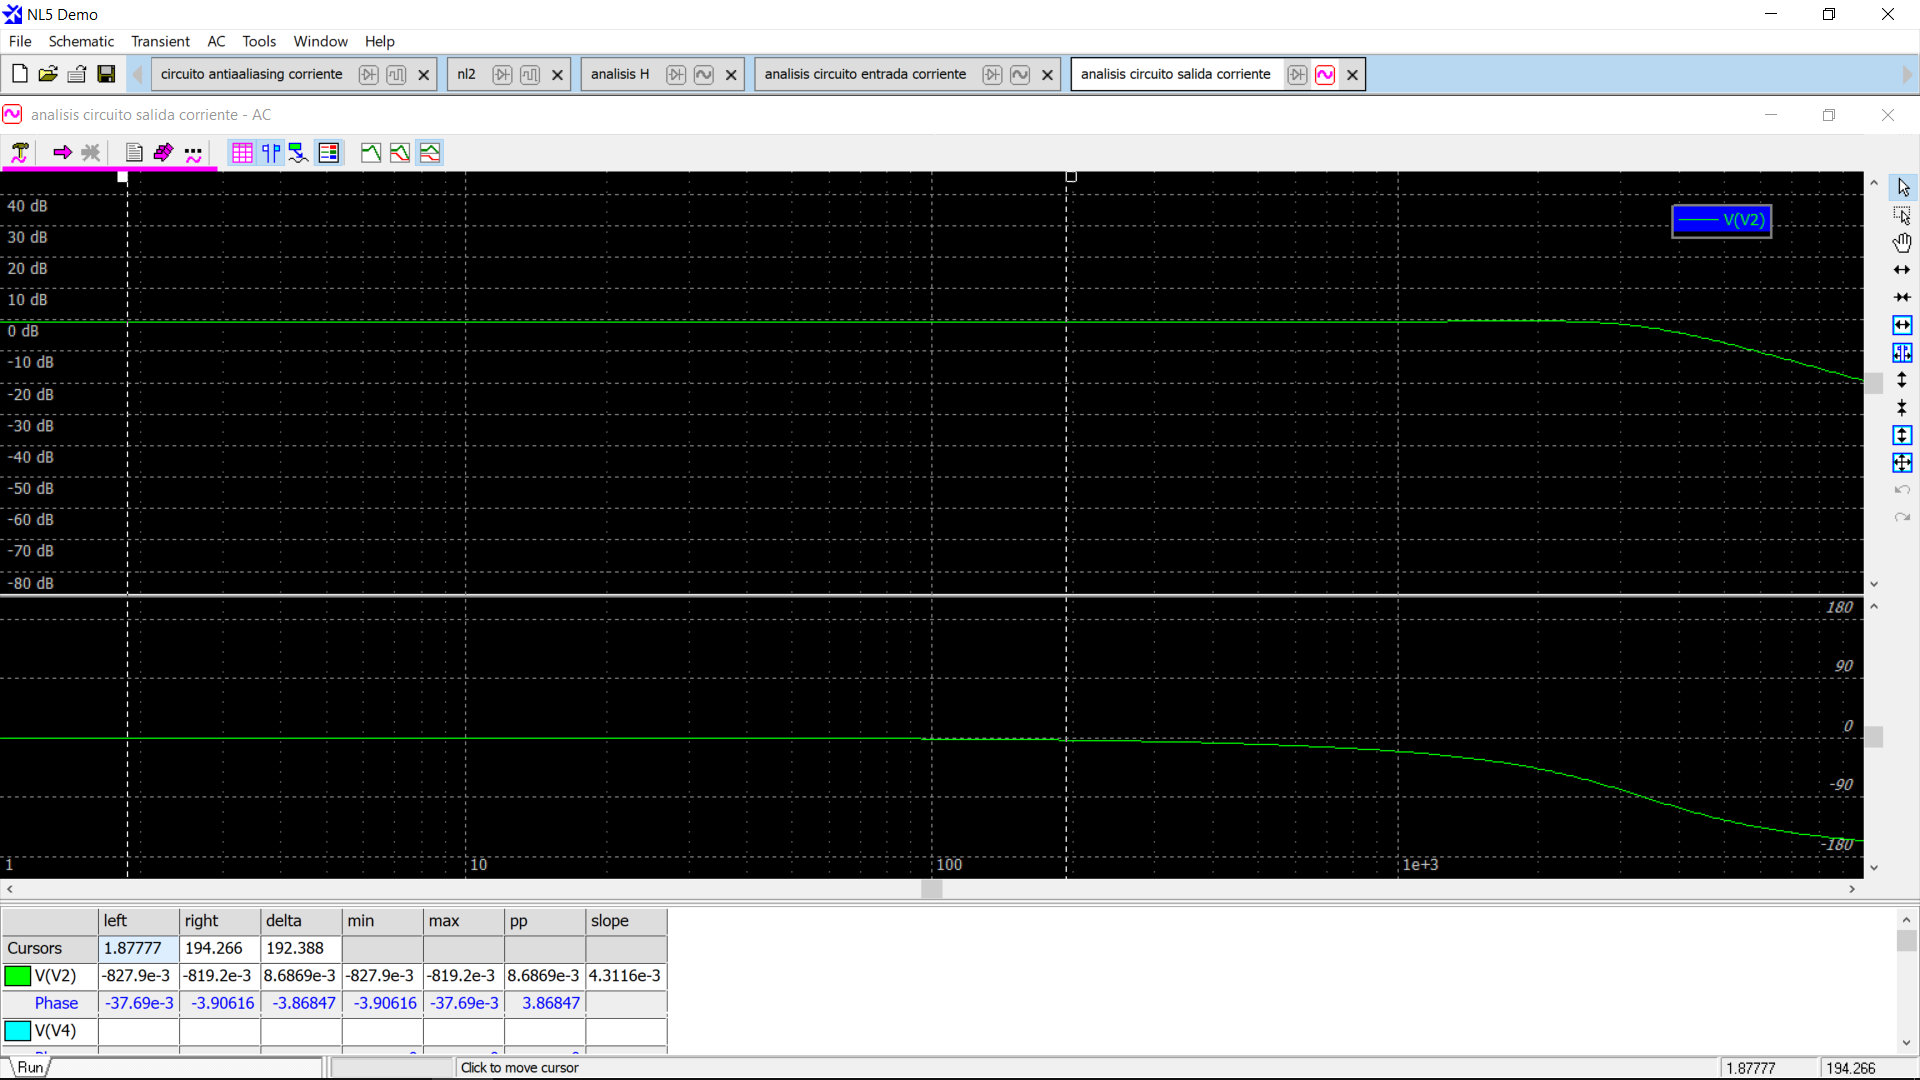 NL5 Demo
File Schematic Transient AC Tools Window Help
circuito antiaaliasing corriente nl2 analisis H analisis circuito entrada corriente analisis circuito salida corriente
analisis circuito salida corriente - AC
V(V2)
40 dB
30 dB
20 dB
10 dB
0 dB
-10 dB
-20 dB
-30 dB
-40 dB
-50 dB
-60 dB
-70 dB
-80 dB
180
90
0
-90
-180
1 10 100 1e+3
left right delta min max pp slope
Cursors 1.87777 194.266 192.388
V(V2) -827.9e-3 -819.2e-3 8.6869e-3 -827.9e-3 -819.2e-3 8.6869e-3 4.3116e-3
Phase -37.69e-3 -3.90616 -3.86847 -3.90616 -37.69e-3 3.86847
V(V4)
Run Click to move cursor 1.87777 194.266